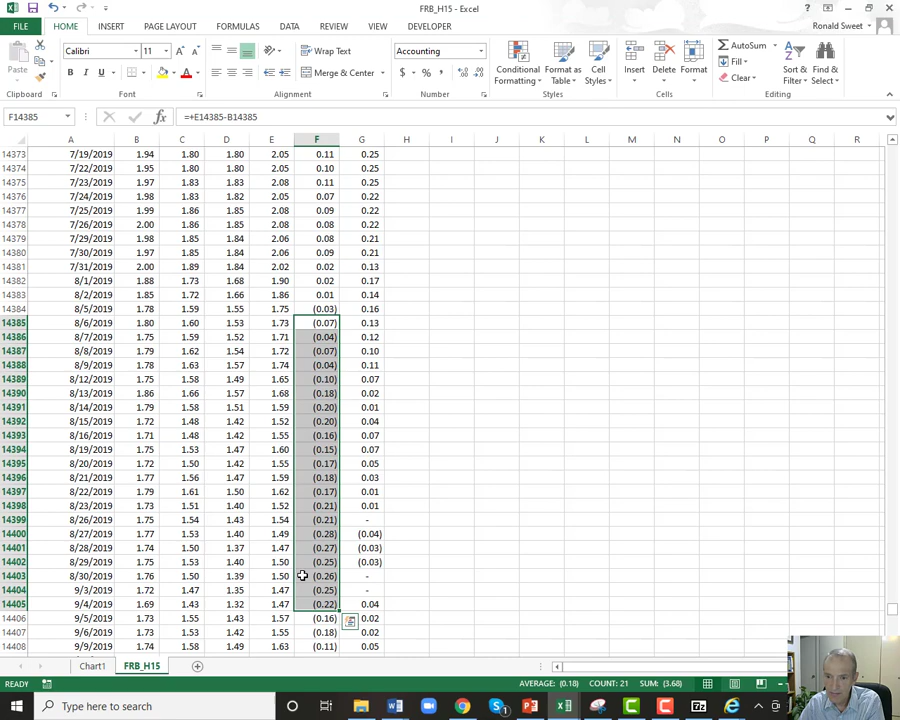 FRB_H15 - Excel
FILE HOME INSERT PAGE LAYOUT FORMULAS DATA REVIEW VIEW DEVELOPER Ronald Sweet
Paste Calibri 11 Wrap Text Accounting AutoSum
B I U Merge & Center $ % Conditional Formatting Format as Table Cell Styles Insert Delete Format Fill Clear Sort & Filter Find & Select
Clipboard Font Alignment Number Styles Cells Editing
F14385 fx =+E14385-B14385
A B C D E F G H I J K L M N O P Q R
14373 7/19/2019 1.94 1.80 1.80 2.05 0.11 0.25
14374 7/22/2019 1.95 1.80 1.80 2.05 0.10 0.25
14375 7/23/2019 1.97 1.83 1.83 2.08 0.11 0.25
14376 7/24/2019 1.98 1.83 1.82 2.05 0.07 0.22
14377 7/25/2019 1.99 1.86 1.85 2.08 0.09 0.22
14378 7/26/2019 2.00 1.86 1.85 2.08 0.08 0.22
14379 7/29/2019 1.98 1.85 1.84 2.06 0.08 0.21
14380 7/30/2019 1.97 1.85 1.84 2.06 0.09 0.21
14381 7/31/2019 2.00 1.89 1.84 2.02 0.02 0.13
14382 8/1/2019 1.88 1.73 1.68 1.90 0.02 0.17
14383 8/2/2019 1.85 1.72 1.66 1.86 0.01 0.14
14384 8/5/2019 1.78 1.59 1.55 1.75 (0.03) 0.16
14385 8/6/2019 1.80 1.60 1.53 1.73 (0.07) 0.13
14386 8/7/2019 1.75 1.59 1.52 1.71 (0.04) 0.12
14387 8/8/2019 1.79 1.62 1.54 1.72 (0.07) 0.10
14388 8/9/2019 1.78 1.63 1.57 1.74 (0.04) 0.11
14389 8/12/2019 1.75 1.58 1.49 1.65 (0.10) 0.07
14390 8/13/2019 1.86 1.66 1.57 1.68 (0.18) 0.02
14391 8/14/2019 1.79 1.58 1.51 1.59 (0.20) 0.01
14392 8/15/2019 1.72 1.48 1.42 1.52 (0.20) 0.04
14393 8/16/2019 1.71 1.48 1.42 1.55 (0.16) 0.07
14394 8/19/2019 1.75 1.53 1.47 1.60 (0.15) 0.07
14395 8/20/2019 1.72 1.50 1.42 1.55 (0.17) 0.05
14396 8/21/2019 1.77 1.56 1.47 1.59 (0.18) 0.03
14397 8/22/2019 1.79 1.61 1.50 1.62 (0.17) 0.01
14398 8/23/2019 1.73 1.51 1.40 1.52 (0.21) 0.01
14399 8/26/2019 1.75 1.54 1.43 1.54 (0.21) -
14400 8/27/2019 1.77 1.53 1.40 1.49 (0.28) (0.04)
14401 8/28/2019 1.74 1.50 1.37 1.47 (0.27) (0.03)
14402 8/29/2019 1.75 1.53 1.40 1.50 (0.25) (0.03)
14403 8/30/2019 1.76 1.50 1.39 1.50 (0.26) -
14404 9/3/2019 1.72 1.47 1.35 1.47 (0.25) -
14405 9/4/2019 1.69 1.43 1.32 1.47 (0.22) 0.04
14406 9/5/2019 1.73 1.55 1.43 1.57 (0.16) 0.02
14407 9/6/2019 1.73 1.53 1.42 1.55 (0.18) 0.02
14408 9/9/2019 1.74 1.58 1.49 1.63 (0.11) 0.05
Chart1 FRB_H15
READY AVERAGE: (0.18) COUNT: 21 SUM: (3.68)
Type here to search